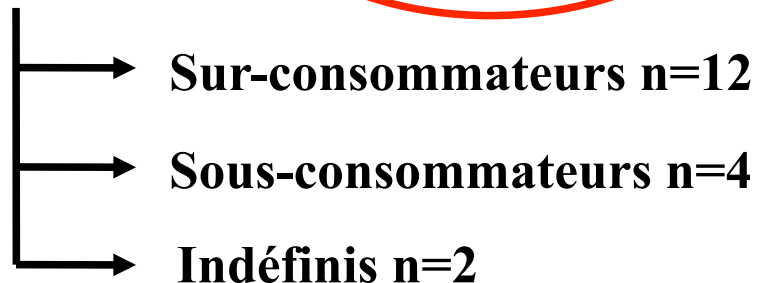 Sur-consommateurs n=12
Sous-consommateurs n=4
Indéfinis n=2